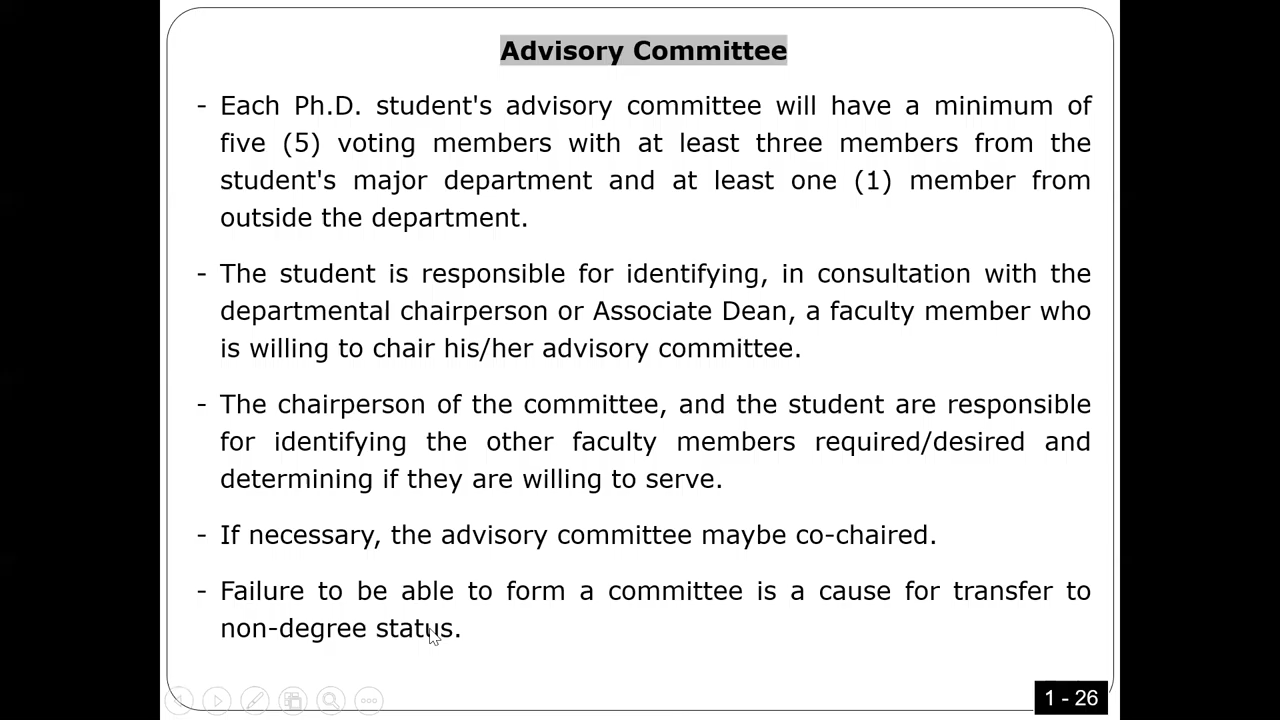 Advisory Committee
- Each Ph.D. student's advisory committee will have a minimum of
five (5) voting members with at least three members from the
student's major department and at least one (1) member from
outside the department.
- The student is responsible for identifying, in consultation with the
departmental chairperson or Associate Dean, a faculty member who
is willing to chair his/her advisory committee.
- The chairperson of the committee, and the student are responsible
for identifying the other faculty members required/desired and
determining if they are willing to serve.
- If necessary, the advisory committee maybe co-chaired.
- Failure to be able to form a committee is a cause for transfer to
non-degree status.
1 - 26